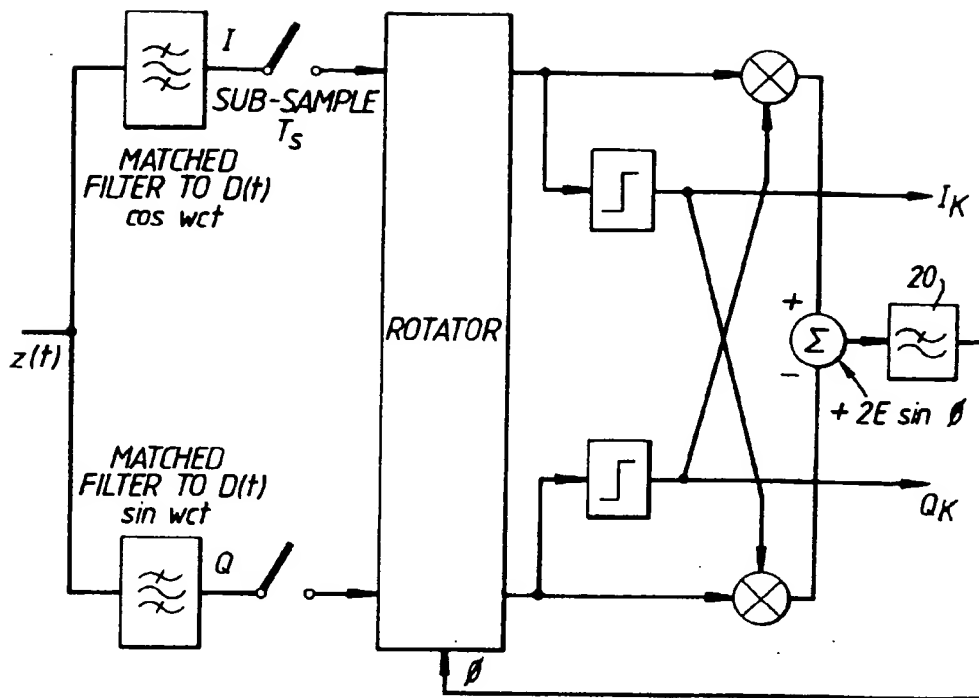 I
SUB-SAMPLE
Ts
MATCHED
FILTER TO D(t)
cos wct
ROTATOR
z(t)
MATCHED
FILTER TO D(t)
sin wct
Q
IK
20
+
Σ
-
+ 2E sin ø
QK
ø